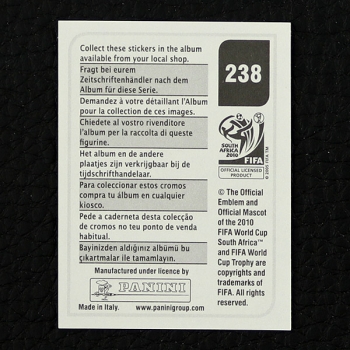 Collect these stickers in the album
available from your local shop.
Fragt bei eurem
Zeitschriftenhändler nach dem
Album für diese Serie.
Demandez à votre détaillant l'Album
pour la collection de ces images.
Chiedete al vostro rivenditore
l'album per la raccolta di queste
figurine.
Het album en de andere
plaatjes zijn verkrijgbaar bij de
tijdschrifthandelaar.
Para coleccionar estos cromos
compra tu álbum en cualquier
kiosco.
Pede a caderneta desta colecção
de cromos no teu ponto de venda
habitual.
Bayinizden aldığınız albümü bu
çıkartmalar ile tamamlayın.
Manufactured under licence by
PANINI
Made in Italy. www.paninigroup.com
238
SOUTH AFRICA
2010
FIFA
OFFICIAL LICENSED
PRODUCT
© The Official
Emblem and
Official Mascot
of the 2010
FIFA World Cup
South Africa™
and FIFA World
Cup Trophy are
copyrights and
trademarks of
FIFA. All rights
reserved.